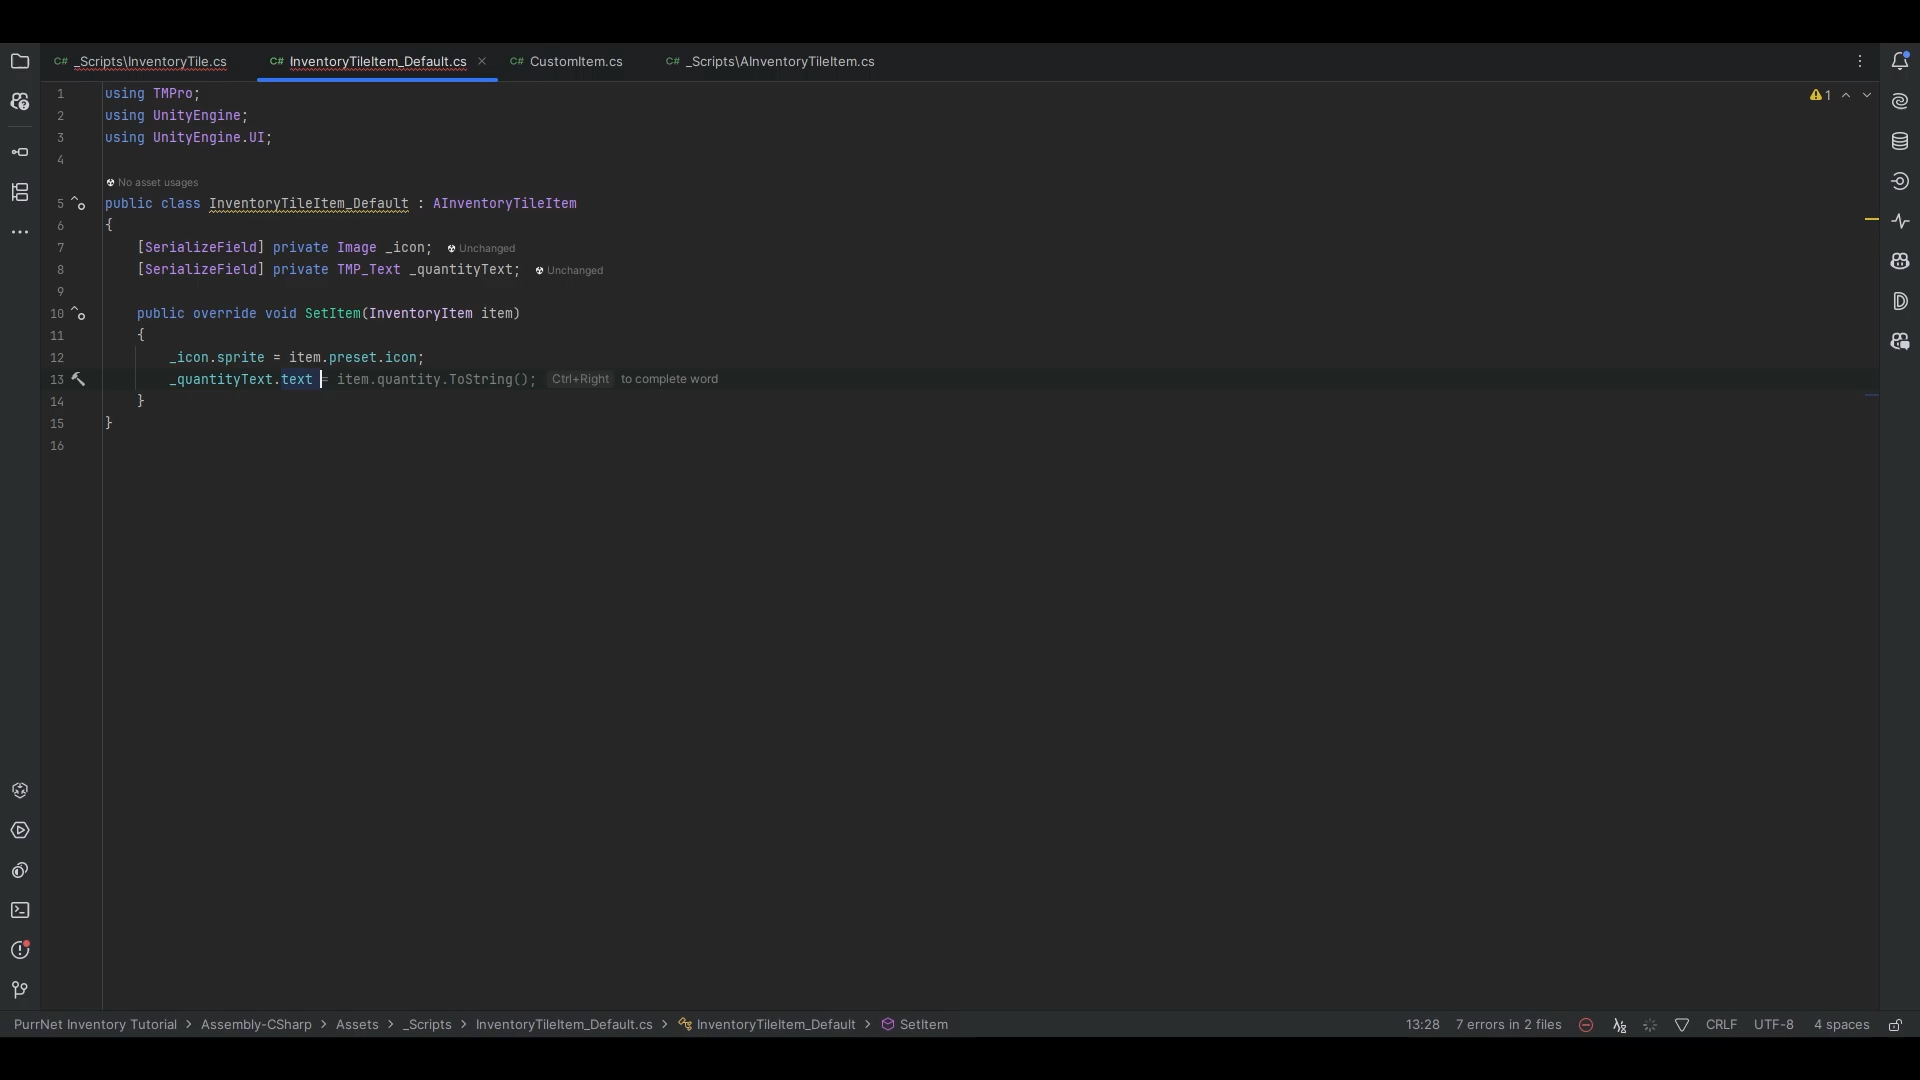 C# _Scripts\InventoryTile.cs C# InventoryTileItem_Default.cs C# CustomItem.cs C# _Scripts\AInventoryTileItem.cs
1 using TMPro;
1
2 using UnityEngine;
3 using UnityEngine.UI;
4
No asset usages
5 public class InventoryTileItem_Default : AInventoryTileItem
6 {
7 [SerializeField] private Image _icon; Unchanged
8 [SerializeField] private TMP_Text _quantityText; Unchanged
9
10 public override void SetItem(InventoryItem item)
11 {
12 _icon.sprite = item.preset.icon;
13 _quantityText.text = item.quantity.ToString(); Ctrl+Right to complete word
14 }
15 }
16
PurrNet Inventory Tutorial > Assembly-CSharp > Assets > _Scripts > InventoryTileItem_Default.cs > InventoryTileItem_Default > SetItem 13:28 7 errors in 2 files CRLF UTF-8 4 spaces